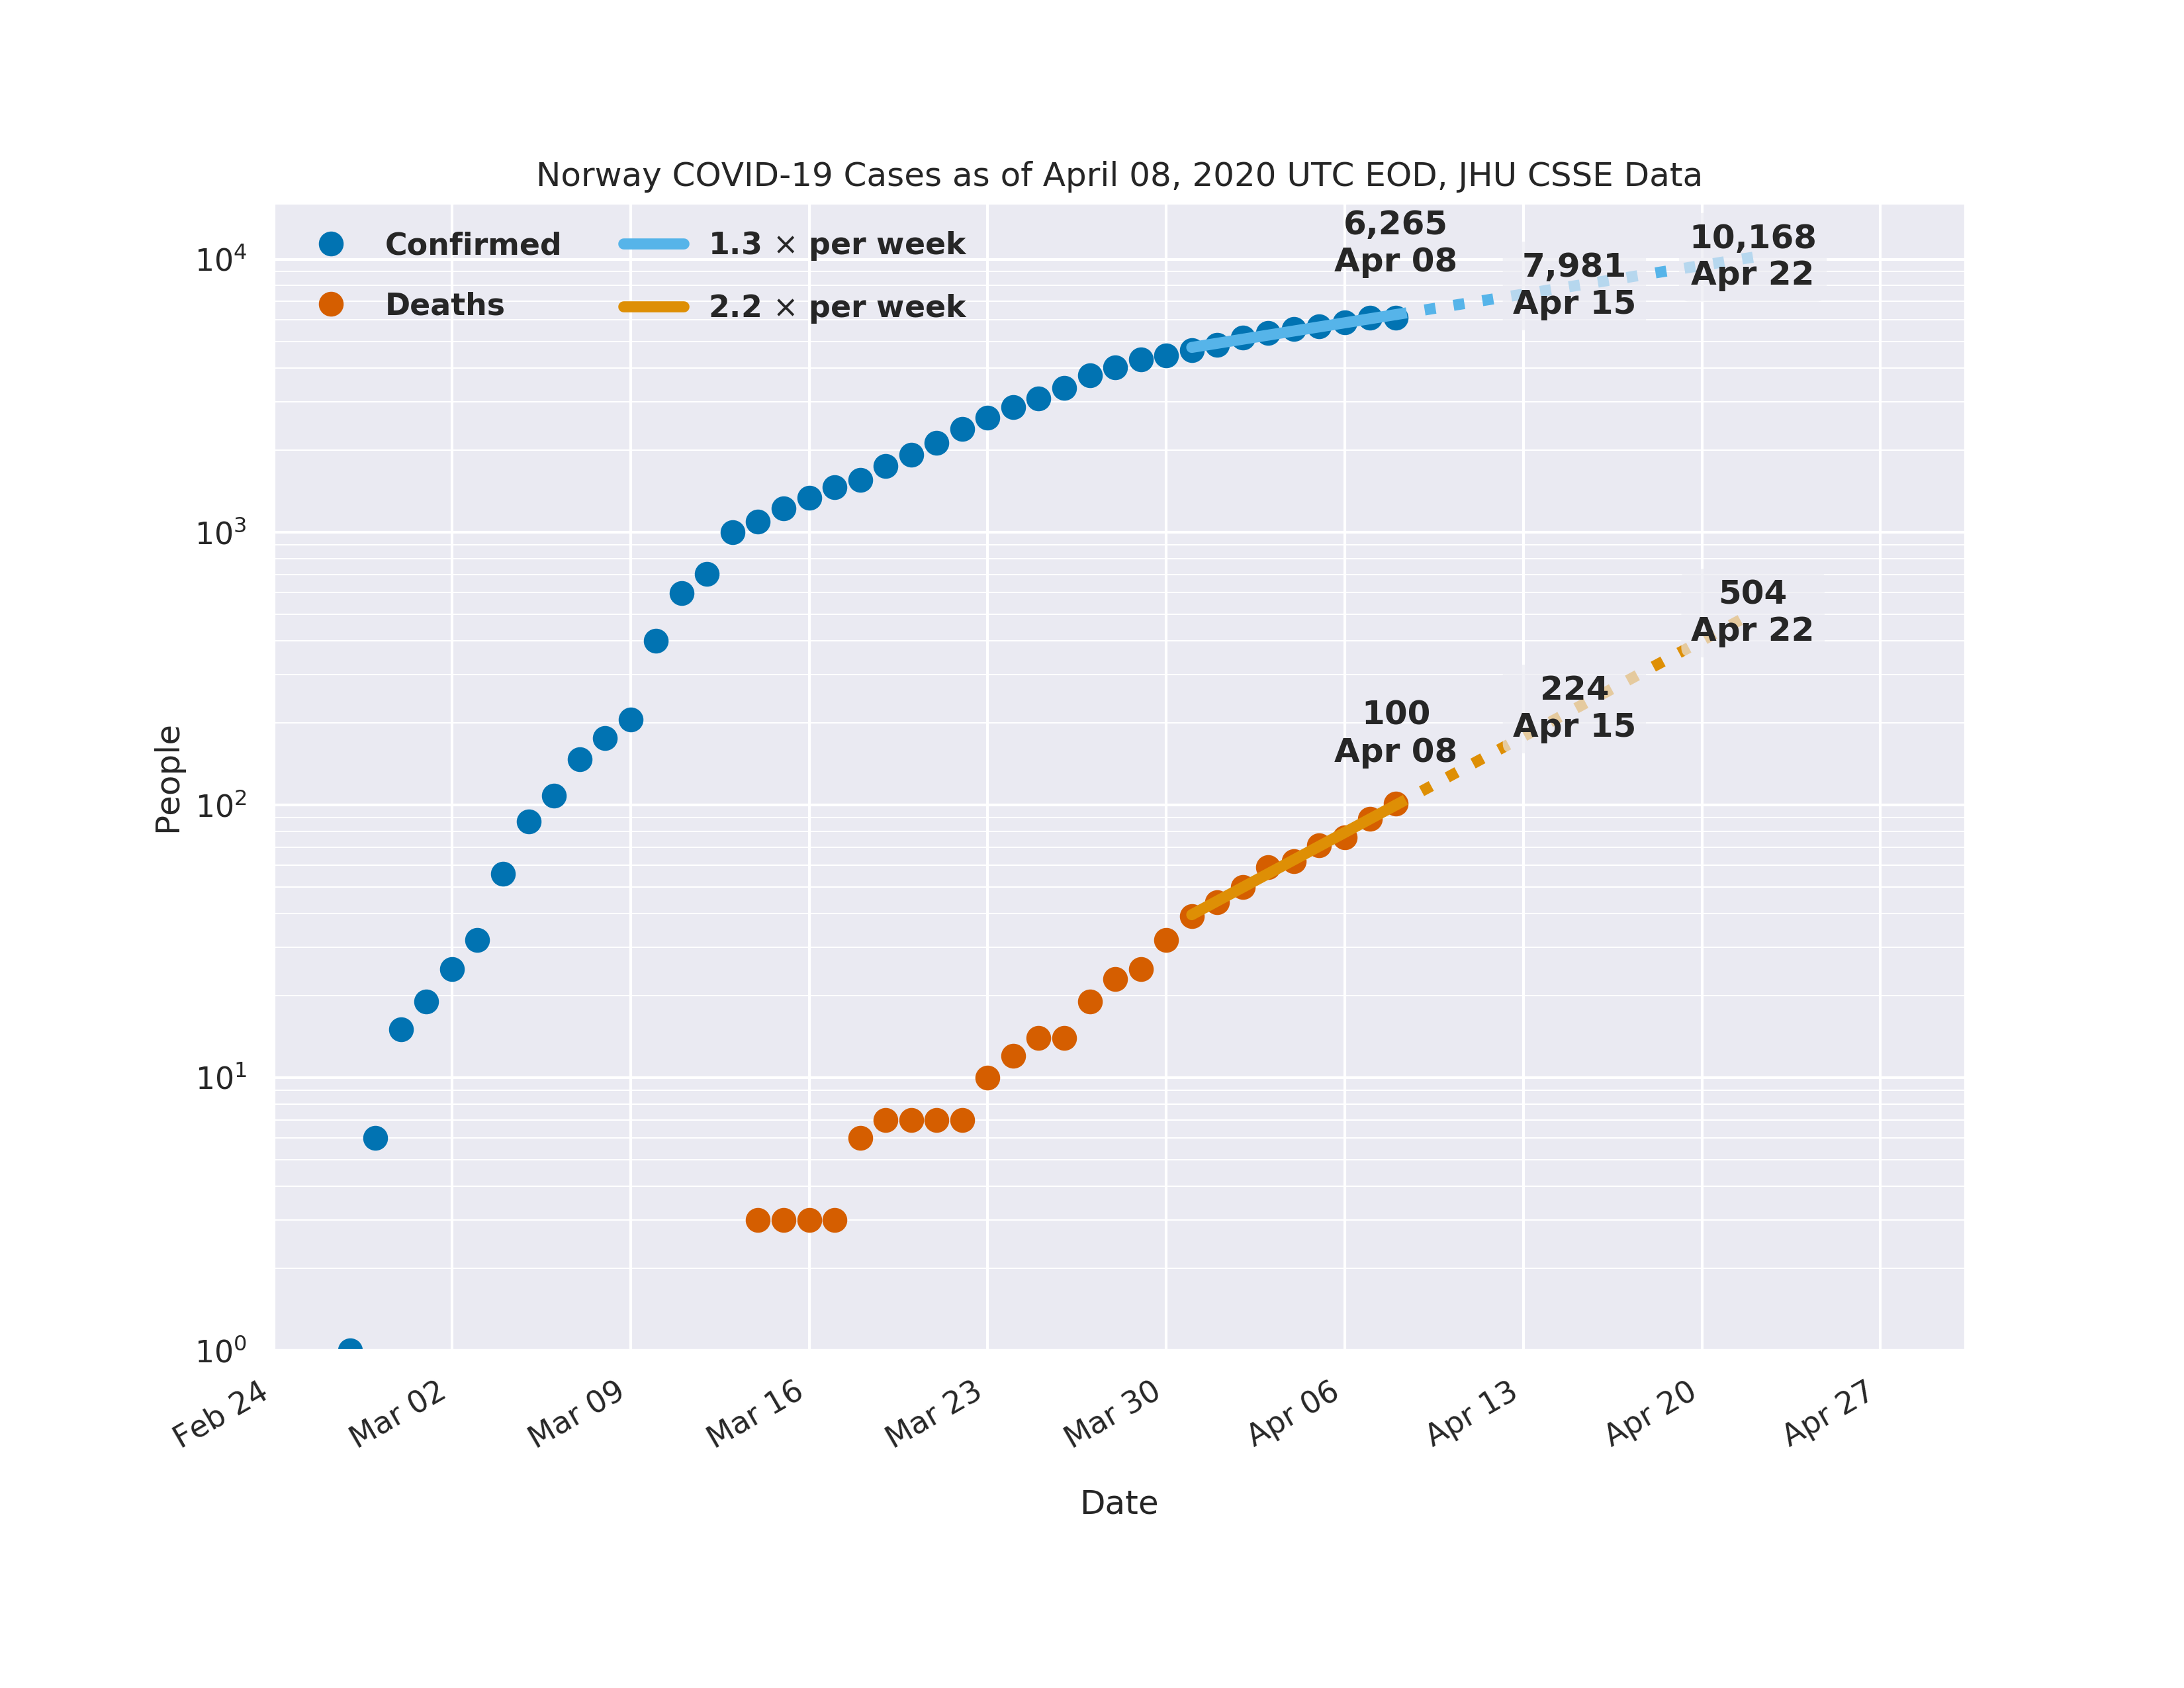 Norway COVID-19 Cases as of April 08, 2020 UTC EOD, JHU CSSE Data
Confirmed
Deaths
1.3 × per week
2.2 × per week
6,265
Apr 08
7,981
Apr 15
10,168
Apr 22
504
Apr 22
224
Apr 15
100
Apr 08
People
10⁴
10³
10²
10¹
10⁰
Feb 24
Mar 02
Mar 09
Mar 16
Mar 23
Mar 30
Apr 06
Apr 13
Apr 20
Apr 27
Date